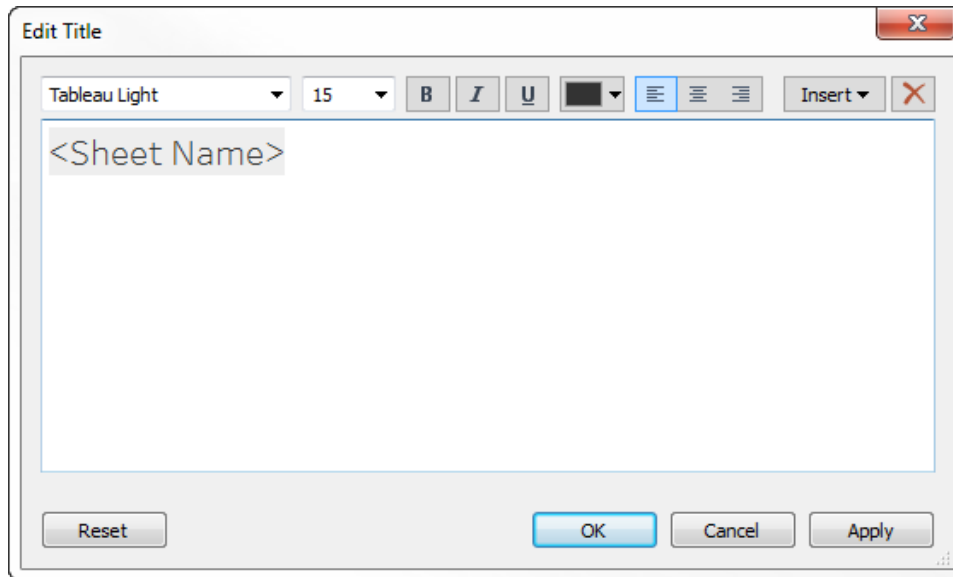 Edit Title
Tableau Light 15 B I U Insert
<Sheet Name>
Reset OK Cancel Apply